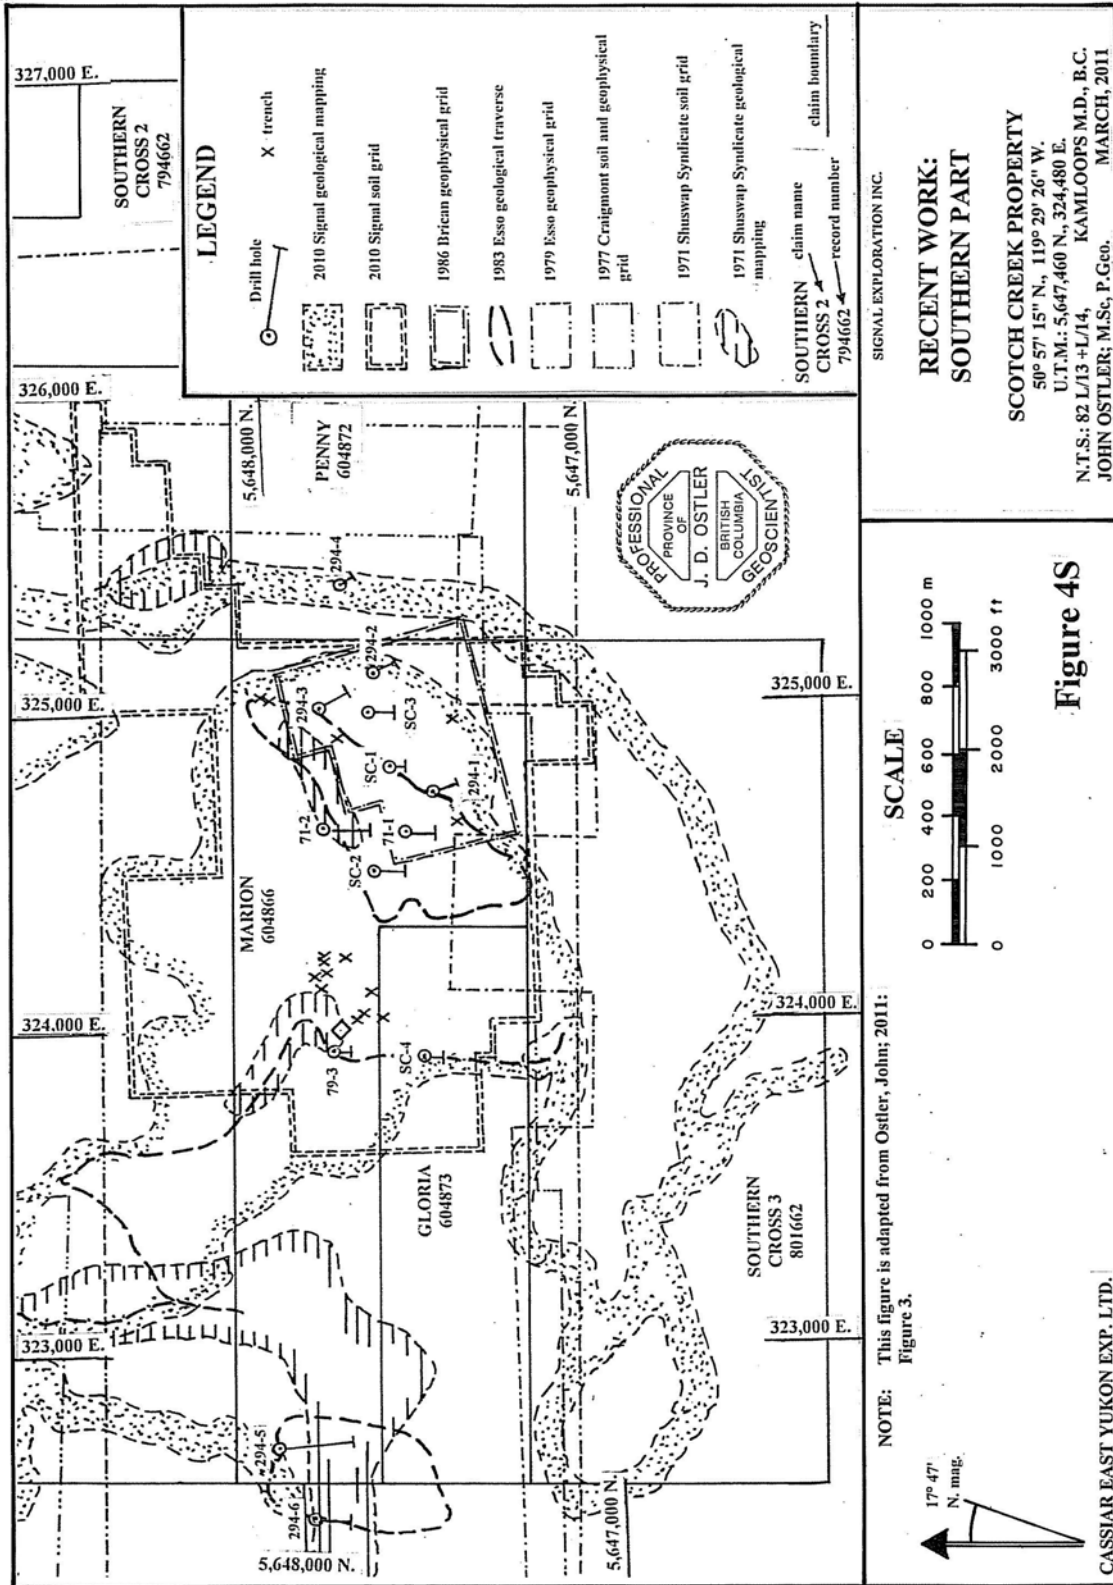 327,000 E.
SOUTHERN
CROSS 2
794662
326,000 E.
5,648,000 N.
PENNY
604872
5,647,000 N.
294-4
325,000 E.
325,000 E.
294-2
294-3
SC-3
SC-1
294-1
71-2
71-1
SC-2
MARION
604866
324,000 E.
324,000 E.
79-3
SC-4
GLORIA
604873
SOUTHERN
CROSS 3
801662
323,000 E.
323,000 E.
294-5
294-6
5,648,000 N.
5,647,000 N.
PROFESSIONAL
PROVINCE
OF
J. D. OSTLER
BRITISH
COLUMBIA
GEOSCIENTIST
LEGEND
Drill hole
X trench
2010 Signal geological mapping
2010 Signal soil grid
1986 Brican geophysical grid
1983 Esso geological traverse
1979 Esso geophysical grid
1977 Craigmont soil and geophysical
grid
1971 Shuswap Syndicate soil grid
1971 Shuswap Syndicate geological
mapping
SOUTHERN
CROSS 2
794662
claim name
record number
claim boundary
17° 47'
N. mag.
NOTE: This figure is adapted from Ostler, John; 2011:
Figure 3.
SCALE
0 200 400 600 800 1000 m
0 1000 2000 3000 ft
CASSIAR EAST YUKON EXP. LTD.
Figure 4S
SIGNAL EXPLORATION INC.
RECENT WORK:
SOUTHERN PART
SCOTCH CREEK PROPERTY
50° 57' 15" N., 119° 29' 26" W.
U.T.M.: 5,647,460 N., 324,480 E.
N.T.S.: 82 L/13 +L/14, KAMLOOPS M.D., B.C.
JOHN OSTLER; M.Sc, P.Geo. MARCH, 2011